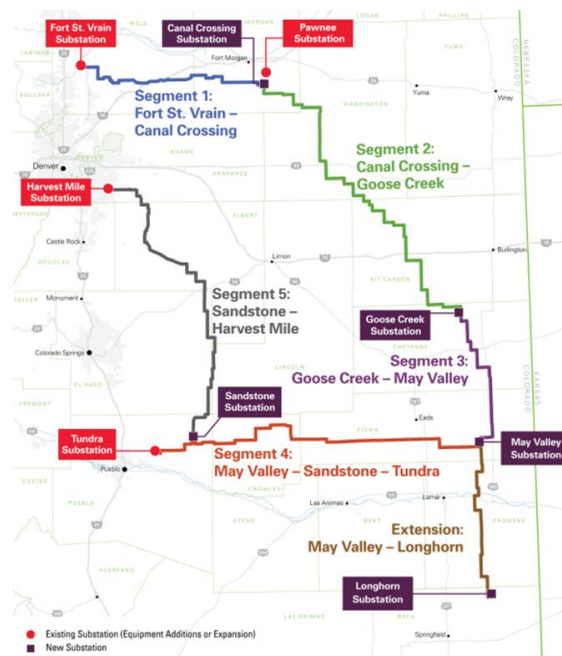 Fort St. Vrain
Substation
Canal Crossing
Substation
Pawnee
Substation
LOGAN
PHILLIPS
WELD
MORGAN
LARIMER
Fort Morgan
YUMA
NEBRASKA
COLORADO
Yuma
Wray
BOULDER
Segment 1:
Fort St. Vrain –
Canal Crossing
WASHINGTON
Segment 2:
Canal Crossing –
Goose Creek
ADAMS
Denver
DENVER
ARAPAHOE
Harvest Mile
Substation
JEFFERSON
ELBERT
Castle Rock
DOUGLAS
Limon
Burlington
KIT CARSON
TELLER
Monument
Segment 5:
Sandstone –
Harvest Mile
Goose Creek
Substation
CHEYENNE
Colorado Springs
LINCOLN
Segment 3:
Goose Creek – May Valley
COLORADO
KANSAS
EL PASO
FREMONT
Sandstone
Substation
Eads
KIOWA
Tundra
Substation
May Valley
Substation
Pueblo
Segment 4:
May Valley – Sandstone – Tundra
CUSTER
PUEBLO
CROWLEY
Las Animas
Lamar
OTERO
BENT
PROWERS
Extension:
May Valley – Longhorn
HUERFANO
Longhorn
Substation
LAS ANIMAS
BACA
Springfield
Existing Substation (Equipment Additions or Expansion)
New Substation